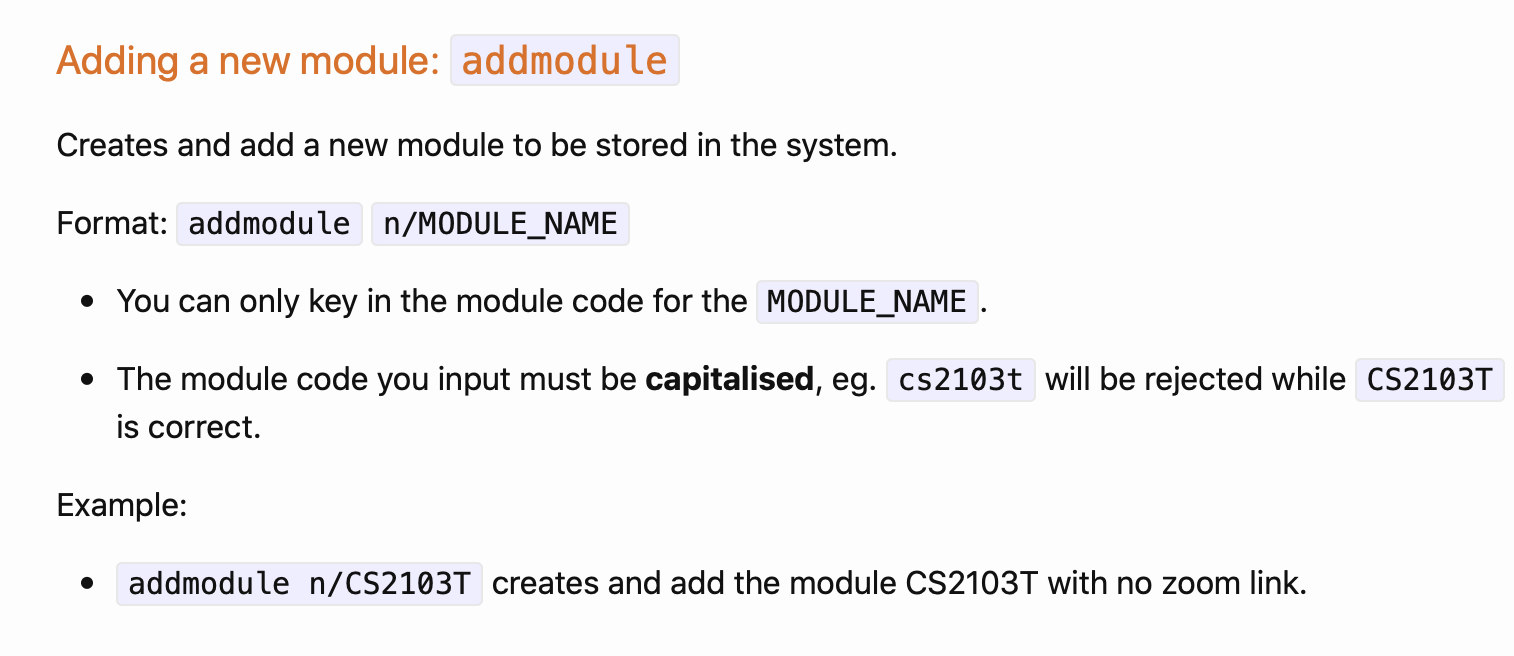 Adding a new module: addmodule
Creates and add a new module to be stored in the system.
Format: addmodule n/MODULE_NAME
• You can only key in the module code for the MODULE_NAME.
• The module code you input must be capitalised, eg. cs2103t will be rejected while CS2103T
is correct.
Example:
• addmodule n/CS2103T creates and add the module CS2103T with no zoom link.